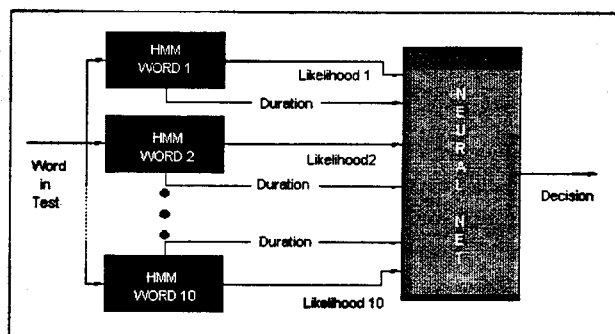 HMM
WORD 1
Likelihood 1
Duration
HMM
WORD 2
Likelihood2
Word
in
Test
Duration
Duration
HMM
WORD 10
Likelihood 10
NEURAL NET
Decision